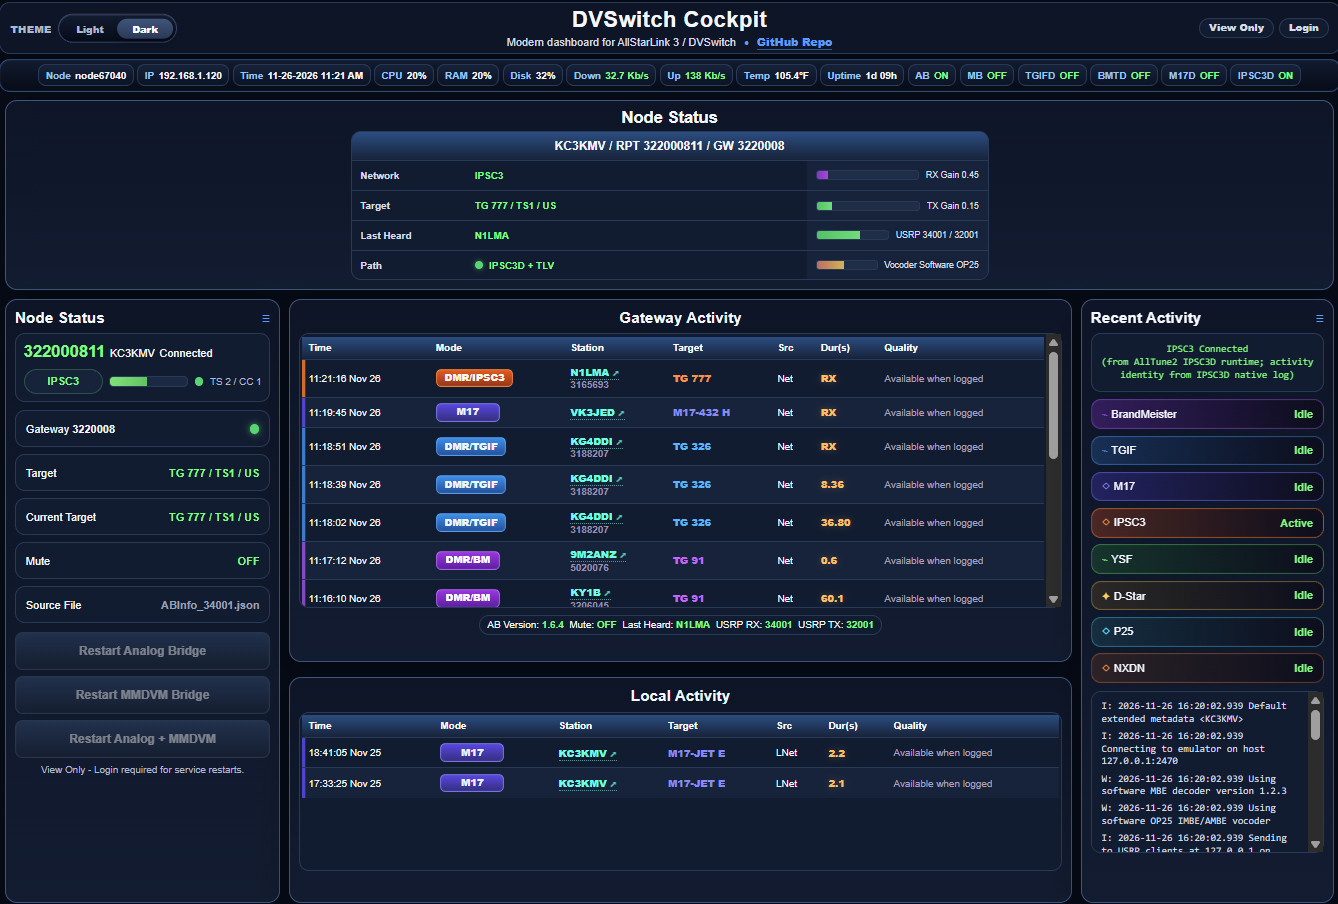 THEME Light Dark
DVSwitch Cockpit
Modern dashboard for AllStarLink 3 / DVSwitch • GitHub Repo
View Only Login
Node node67040 IP 192.168.1.120 Time 11-26-2026 11:21 AM CPU 20% RAM 20% Disk 32% Down 32.7 Kb/s Up 138 Kb/s Temp 105.4°F Uptime 1d 09h AB ON MB OFF TGIFD OFF BMTD OFF M17D OFF IPSC3D ON
Node Status
KC3KMV / RPT 322000811 / GW 3220008
Network IPSC3 RX Gain 0.45
Target TG 777 / TS1 / US TX Gain 0.15
Last Heard N1LMA USRP 34001 / 32001
Path IPSC3D + TLV Vocoder Software OP25
Node Status
322000811 KC3KMV Connected
IPSC3 TS 2 / CC 1
Gateway 3220008
Target TG 777 / TS1 / US
Current Target TG 777 / TS1 / US
Mute OFF
Source File ABInfo_34001.json
Restart Analog Bridge
Restart MMDVM Bridge
Restart Analog + MMDVM
View Only - Login required for service restarts.
Gateway Activity
Time Mode Station Target Src Dur(s) Quality
11:21:16 Nov 26 DMR/IPSC3 N1LMA ↗ TG 777 Net RX Available when logged
3165693
11:19:45 Nov 26 M17 VK3JED ↗ M17-432 H Net RX Available when logged
11:18:51 Nov 26 DMR/TGIF KG4DDI ↗ TG 326 Net RX Available when logged
3188207
11:18:39 Nov 26 DMR/TGIF KG4DDI ↗ TG 326 Net 8.36 Available when logged
3188207
11:18:02 Nov 26 DMR/TGIF KG4DDI ↗ TG 326 Net 36.80 Available when logged
3188207
11:17:12 Nov 26 DMR/BM 9M2ANZ ↗ TG 91 Net 0.6 Available when logged
5020076
11:16:10 Nov 26 DMR/BM KY1B ↗ TG 91 Net 60.1 Available when logged
3206045
AB Version: 1.6.4 Mute: OFF Last Heard: N1LMA USRP RX: 34001 USRP TX: 32001
Local Activity
Time Mode Station Target Src Dur(s) Quality
18:41:05 Nov 25 M17 KC3KMV ↗ M17-JET E LNet 2.2 Available when logged
17:33:25 Nov 25 M17 KC3KMV ↗ M17-JET E LNet 2.1 Available when logged
Recent Activity
IPSC3 Connected
(from AllTune2 IPSC3D runtime; activity
identity from IPSC3D native log)
BrandMeister Idle
TGIF Idle
M17 Idle
IPSC3 Active
YSF Idle
D-Star Idle
P25 Idle
NXDN Idle
I: 2026-11-26 16:20:02.939 Default
extended metadata <KC3KMV>
I: 2026-11-26 16:20:02.939
Connecting to emulator on host
127.0.0.1:2470
W: 2026-11-26 16:20:02.939 Using
software MBE decoder version 1.2.3
W: 2026-11-26 16:20:02.939 Using
software OP25 IMBE/AMBE vocoder
I: 2026-11-26 16:20:02.939 Sending
to USRP clients at 127.0.0.1 on